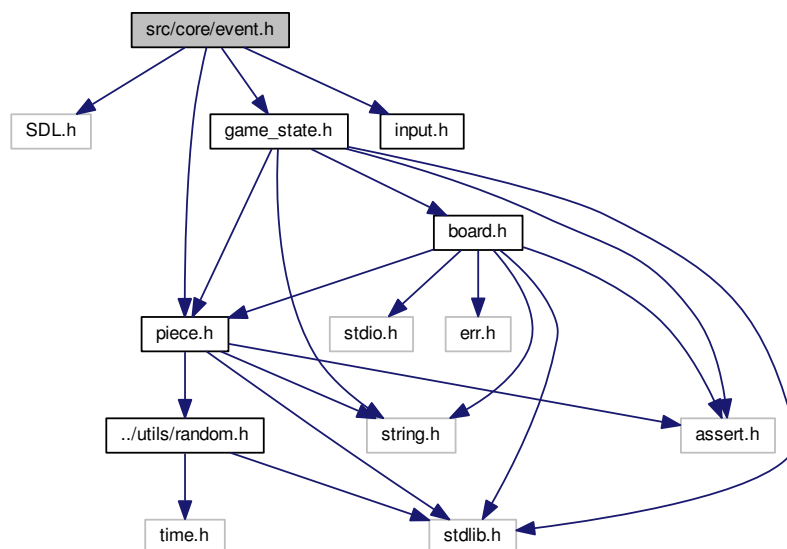 src/core/event.h
SDL.h
game_state.h
input.h
board.h
piece.h
stdio.h
err.h
../utils/random.h
string.h
assert.h
time.h
stdlib.h